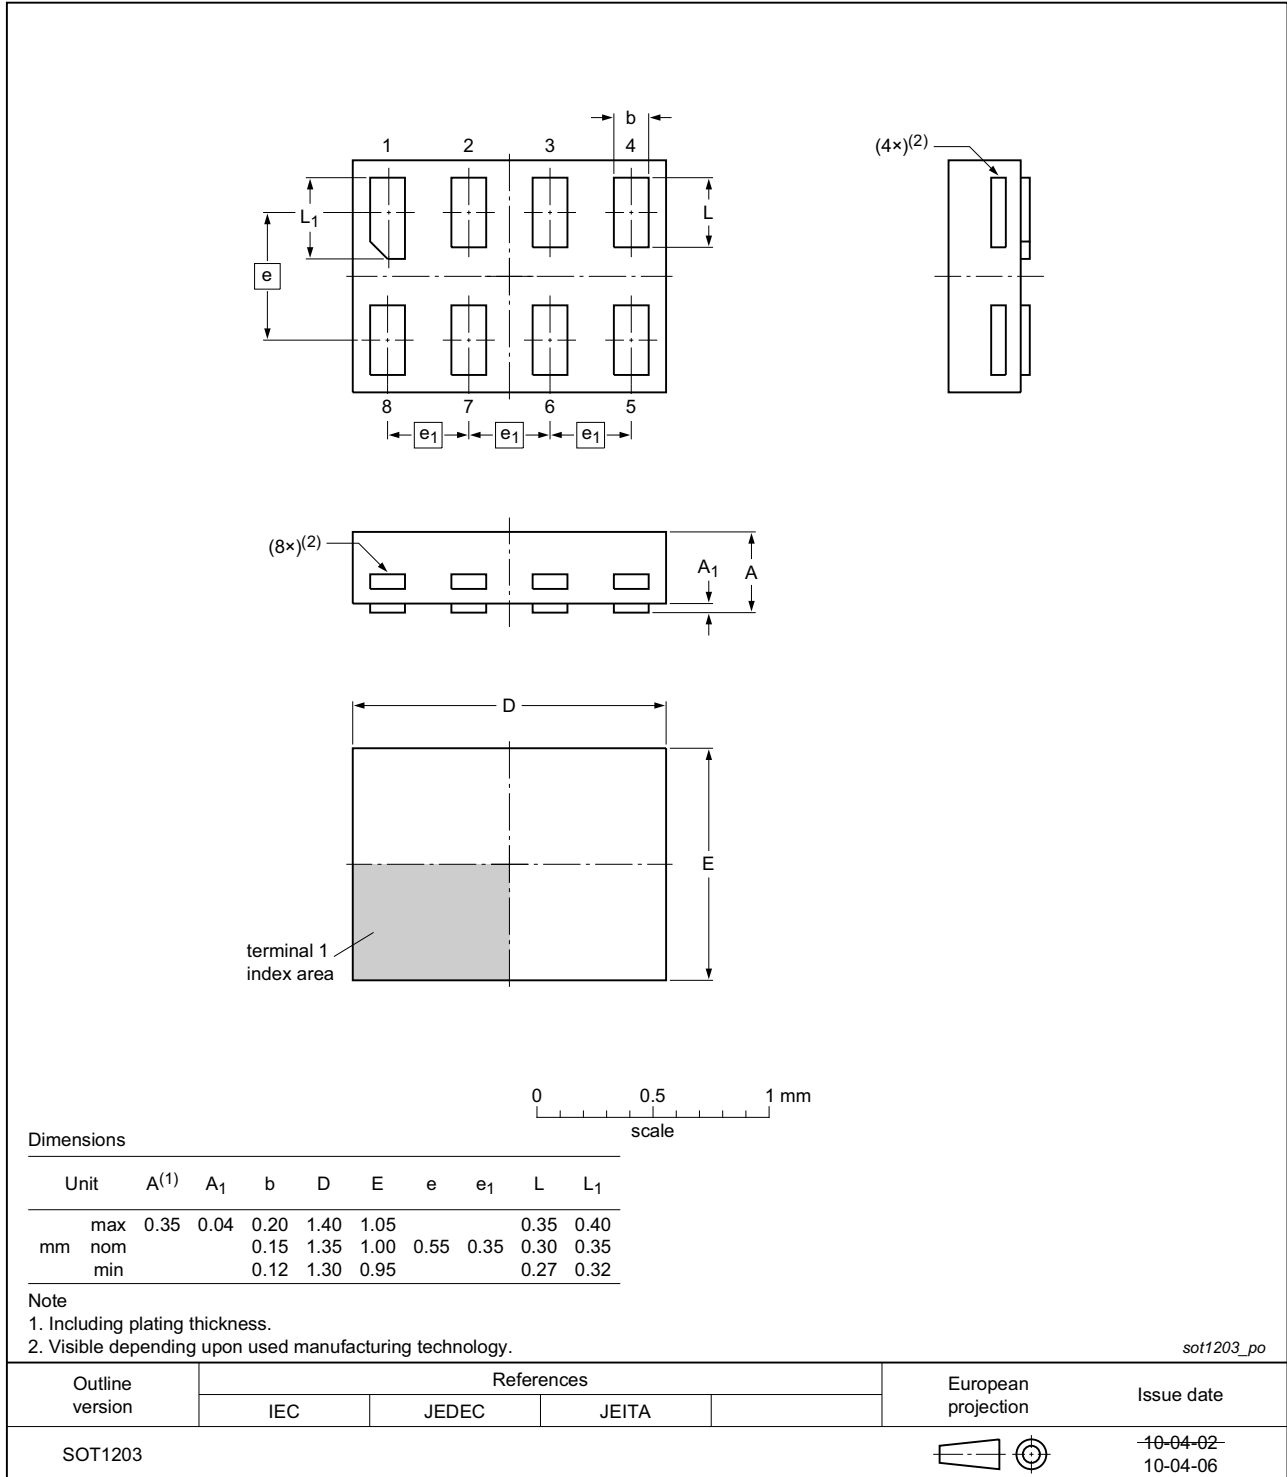 b
1 2 3 4
(4×)(2)
L1
L
e
8 7 6 5
e1 e1 e1
(8×)(2)
A1
A
D
E
terminal 1
index area
0 0.5 1 mm
scale
Dimensions
Unit A(1) A1 b D E e e1 L L1
max 0.35 0.04 0.20 1.40 1.05 0.35 0.40
mm nom 0.15 1.35 1.00 0.55 0.35 0.30 0.35
min 0.12 1.30 0.95 0.27 0.32
Note
1. Including plating thickness.
2. Visible depending upon used manufacturing technology.
sot1203_po
Outline
version
References
IEC JEDEC JEITA
European
projection
Issue date
SOT1203
10-04-02
10-04-06